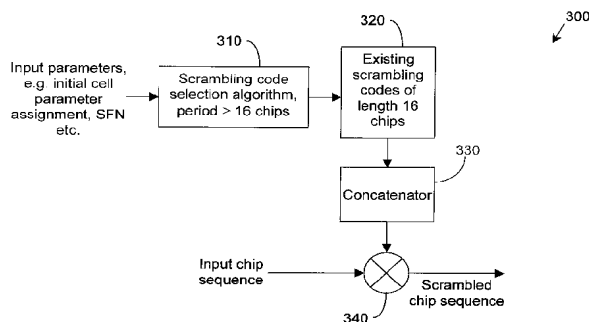 300
310
320
Input parameters,
e.g. initial cell
parameter
assignment, SFN
etc.
Scrambling code
selection algorithm,
period > 16 chips
Existing
scrambling
codes of
length 16
chips
330
Concatenator
Input chip
sequence
Scrambled
chip sequence
340